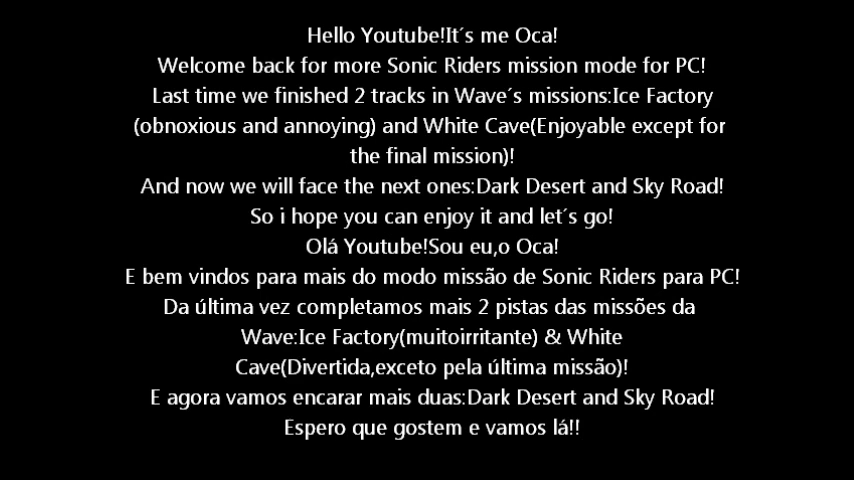 Hello Youtube!It´s me Oca!
Welcome back for more Sonic Riders mission mode for PC!
Last time we finished 2 tracks in Wave´s missions:Ice Factory
(obnoxious and annoying) and White Cave(Enjoyable except for
the final mission)!
And now we will face the next ones:Dark Desert and Sky Road!
So i hope you can enjoy it and let´s go!
Olá Youtube!Sou eu,o Oca!
E bem vindos para mais do modo missão de Sonic Riders para PC!
Da última vez completamos mais 2 pistas das missões da
Wave:Ice Factory(muitoirritante) & White
Cave(Divertida,exceto pela última missão)!
E agora vamos encarar mais duas:Dark Desert and Sky Road!
Espero que gostem e vamos lá!!